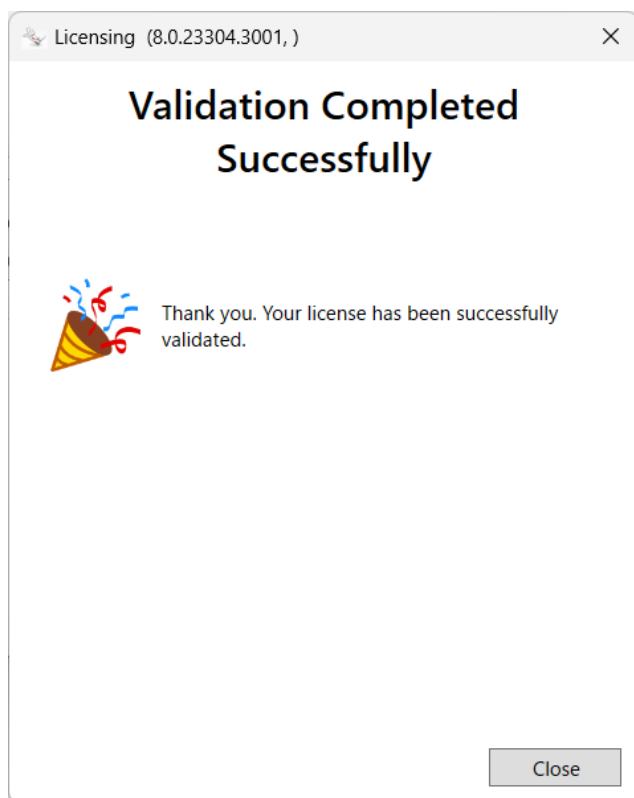 Licensing (8.0.23304.3001, )
Validation Completed
Successfully
Thank you. Your license has been successfully
validated.
Close